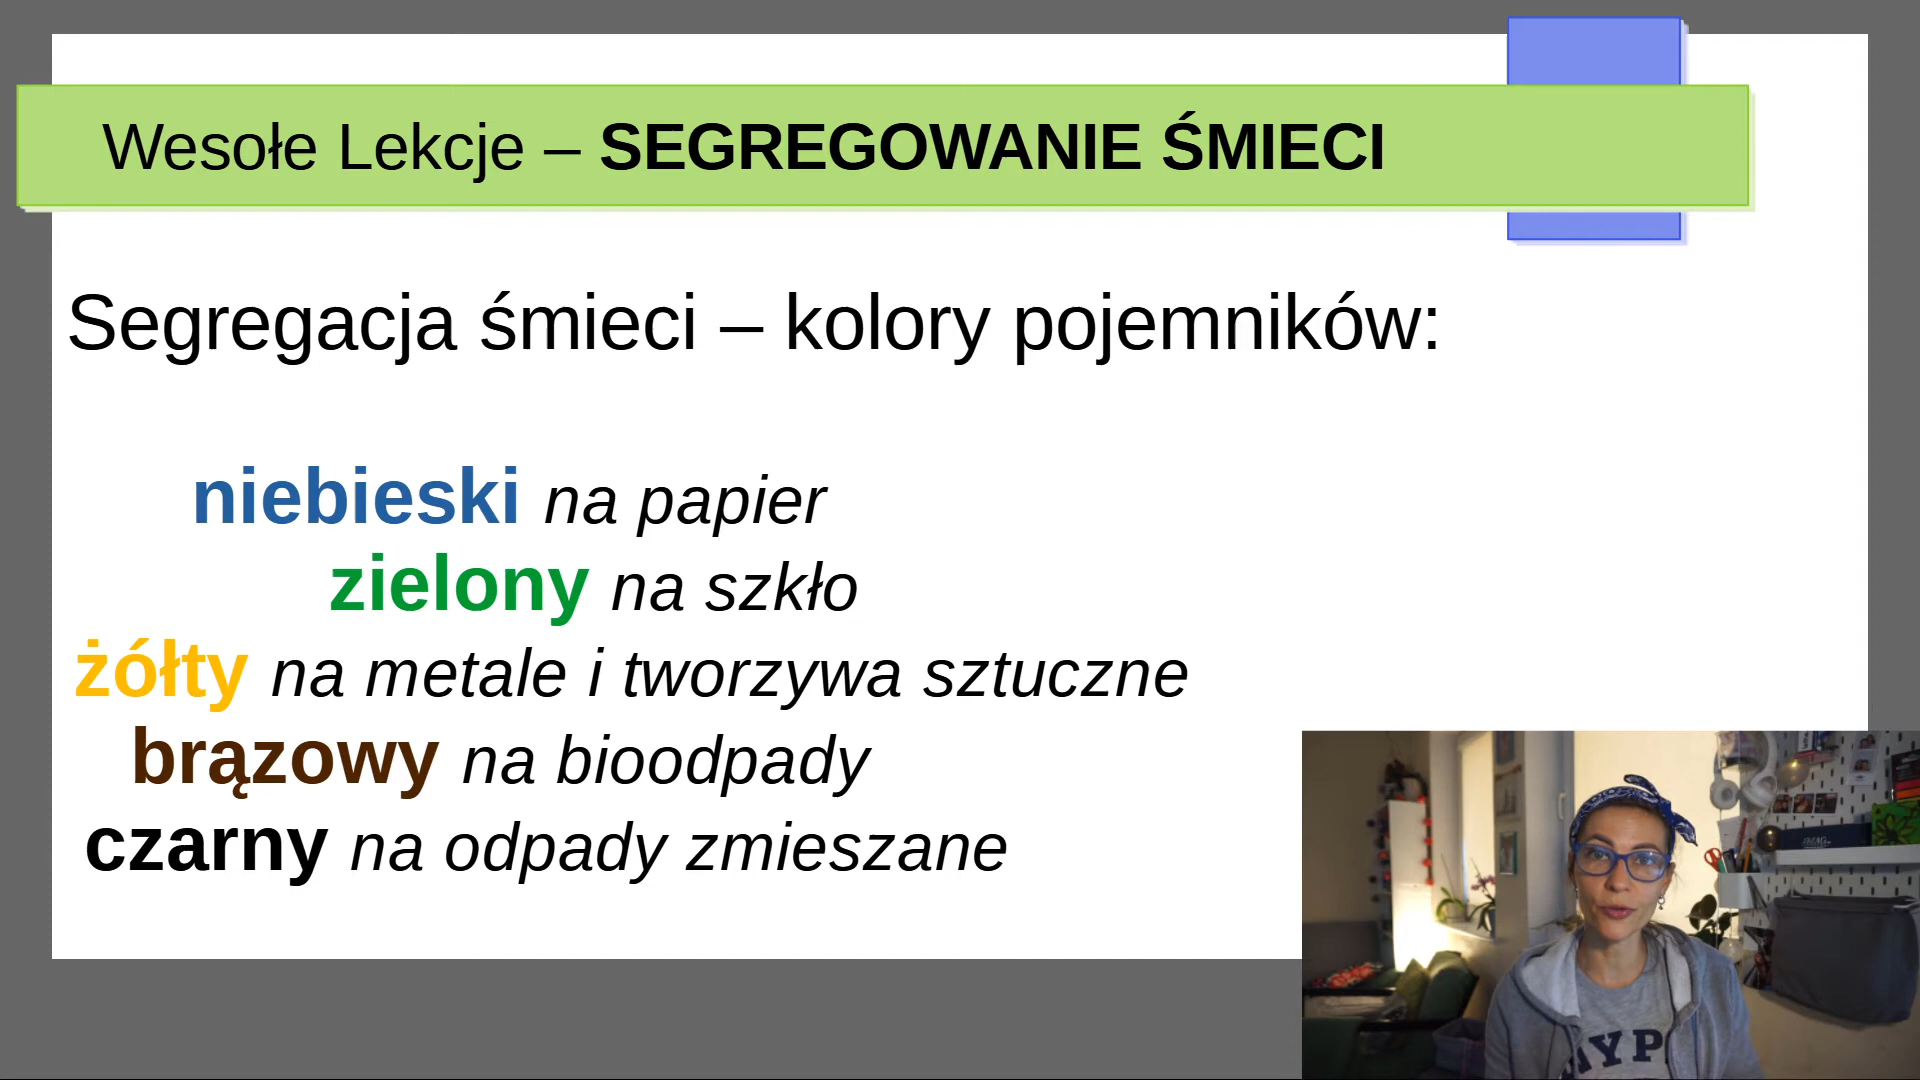 Wesołe Lekcje – SEGREGOWANIE ŚMIECI
Segregacja śmieci – kolory pojemników:
niebieski na papier
zielony na szkło
żółty na metale i tworzywa sztuczne
brązowy na bioodpady
czarny na odpady zmieszane